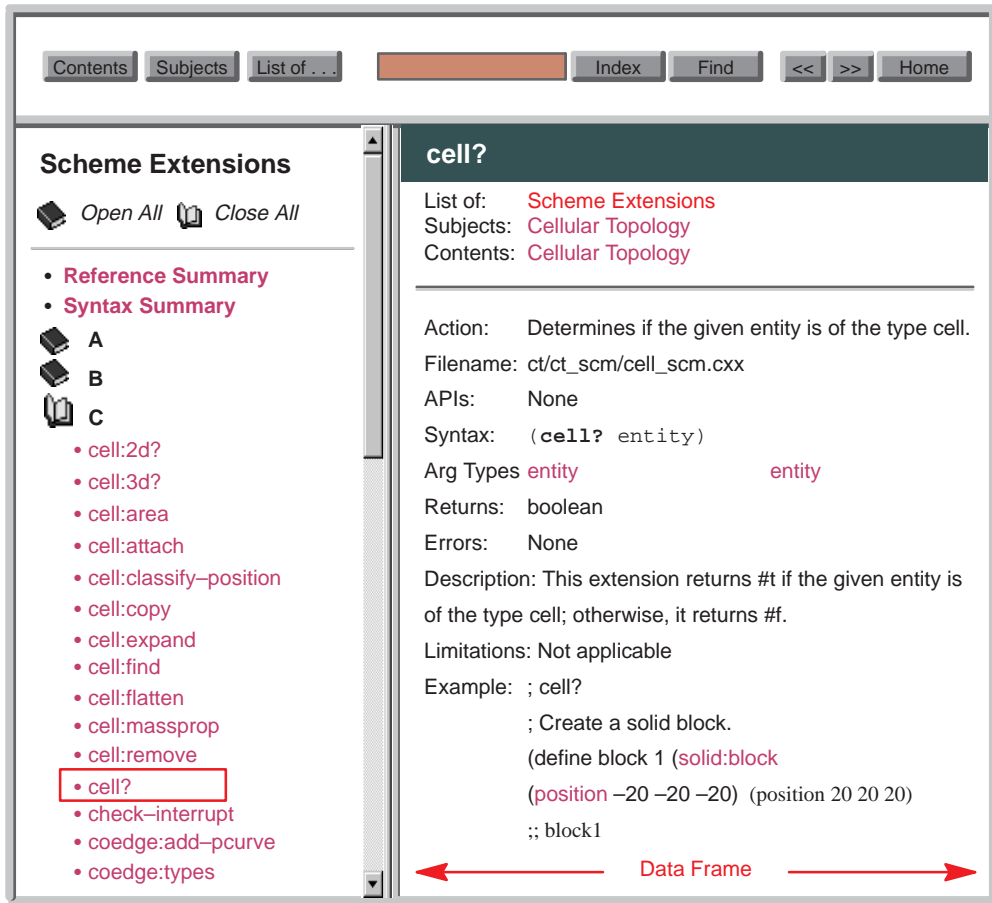 Contents Subjects List of . . . Index Find << >> Home
Scheme Extensions
Open All Close All
• Reference Summary
• Syntax Summary
A
B
C
• cell:2d?
• cell:3d?
• cell:area
• cell:attach
• cell:classify–position
• cell:copy
• cell:expand
• cell:find
• cell:flatten
• cell:massprop
• cell:remove
• cell?
• check–interrupt
• coedge:add–pcurve
• coedge:types
cell?
List of: Scheme Extensions
Subjects: Cellular Topology
Contents: Cellular Topology
Action: Determines if the given entity is of the type cell.
Filename: ct/ct_scm/cell_scm.cxx
APIs: None
Syntax: (cell? entity)
Arg Types entity entity
Returns: boolean
Errors: None
Description: This extension returns #t if the given entity is
of the type cell; otherwise, it returns #f.
Limitations: Not applicable
Example: ; cell?
; Create a solid block.
(define block 1 (solid:block
(position –20 –20 –20) (position 20 20 20)
;; block1
Data Frame